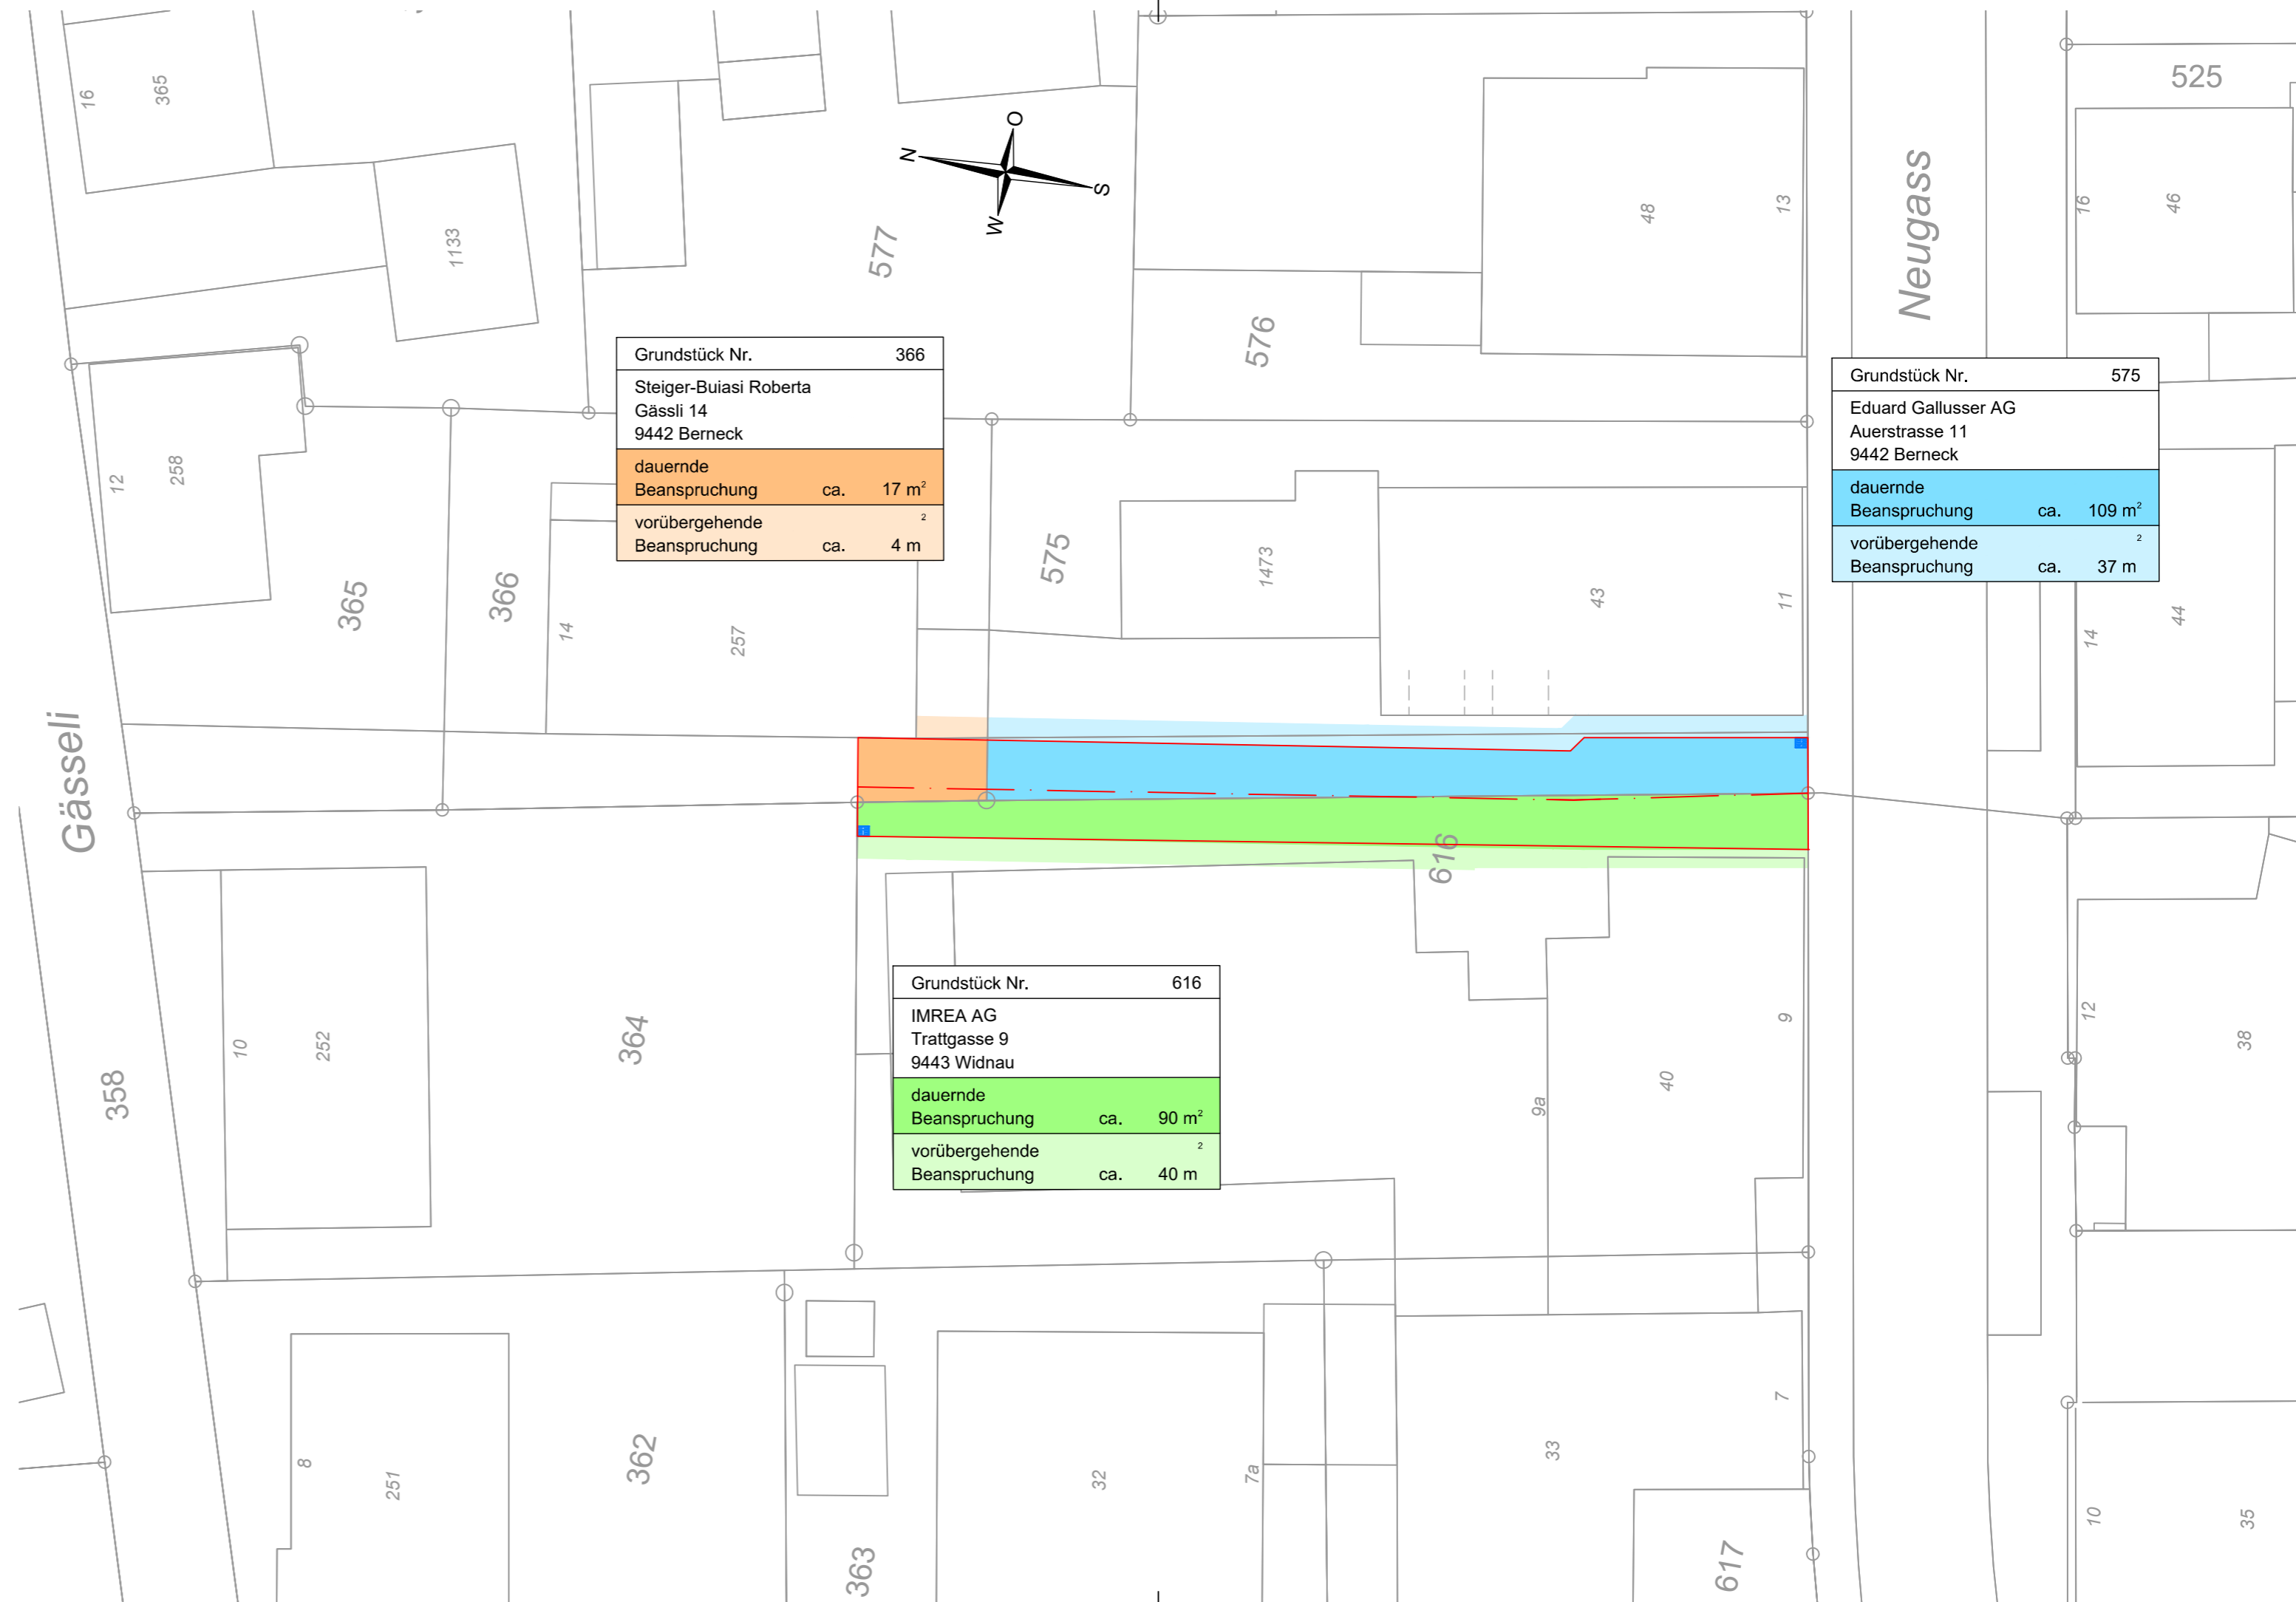 525
16
365
O
N
S
W
48
13
Neugass
16
46
1133
577
576
Grundstück Nr. 366
Steiger-Buiasi Roberta
Gässli 14
9442 Berneck
dauernde
Beanspruchung ca. 17 m²
vorübergehende ²
Beanspruchung ca. 4 m
Grundstück Nr. 575
Eduard Gallusser AG
Auerstrasse 11
9442 Berneck
dauernde
Beanspruchung ca. 109 m²
vorübergehende ²
Beanspruchung ca. 37 m
12
258
365
366
14
257
575
1473
43
11
14
44
Gässeli
616
358
10
252
364
Grundstück Nr. 616
IMREA AG
Trattgasse 9
9443 Widnau
dauernde
Beanspruchung ca. 90 m²
vorübergehende ²
Beanspruchung ca. 40 m
9
9a
40
12
38
8
251
362
363
32
7a
33
7
617
10
35